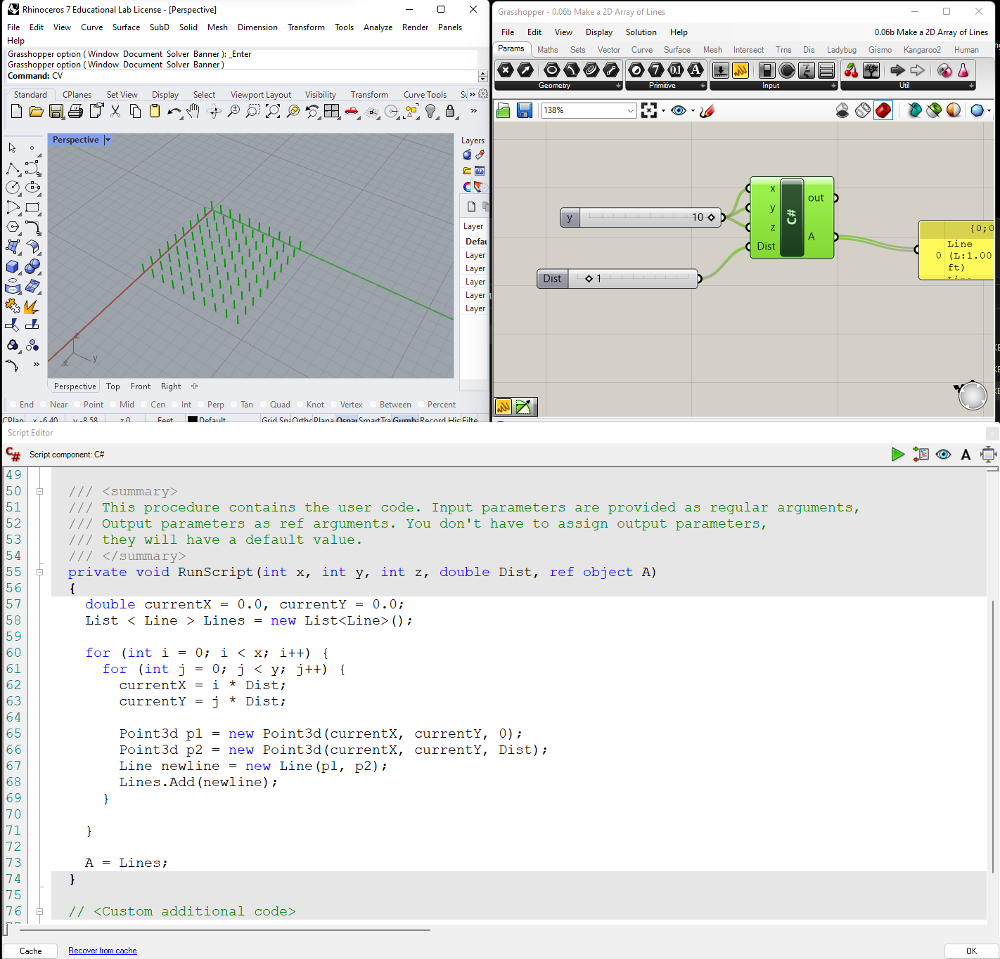 Rhinoceros 7 Educational Lab License - [Perspective]
File Edit View Curve Surface SubD Solid Mesh Dimension Transform Tools Analyze Render Panels
Help
Grasshopper option ( Window Document Solver Banner ): _Enter
Grasshopper option ( Window Document Solver Banner )
Command: CV
Standard CPlanes Set View Display Select Viewport Layout Visibility Transform Curve Tools
Perspective
Layers
Layer
Defau
Layer
Layer
Layer
Layer
Layer
z
y
x
Perspective Top Front Right
End Near Point Mid Cen Int Perp Tan Quad Knot Vertex Between Percent
CPlan x -6.40 y -8.58 z 0 Feet Default Grid Sn Ortho Plana Osna SmartTra Gumb Record His Filte
Grasshopper - 0.06b Make a 2D Array of Lines
File Edit View Display Solution Help 0.06b Make a 2D Array of Lines
Params Maths Sets Vector Curve Surface Mesh Intersect Trns Dis Ladybug Gismo Kangaroo2 Human
Geometry Primitive Input Util
138%
y 10
Dist 1
x
y
z
Dist
C#
out
A
{0;0
Line
0 (L:1.00
ft)
Script Editor
C# Script component: C#
49
50 /// <summary>
51 /// This procedure contains the user code. Input parameters are provided as regular arguments,
52 /// Output parameters as ref arguments. You don't have to assign output parameters,
53 /// they will have a default value.
54 /// </summary>
55 private void RunScript(int x, int y, int z, double Dist, ref object A)
56 {
57 double currentX = 0.0, currentY = 0.0;
58 List < Line > Lines = new List<Line>();
59
60 for (int i = 0; i < x; i++) {
61 for (int j = 0; j < y; j++) {
62 currentX = i * Dist;
63 currentY = j * Dist;
64
65 Point3d p1 = new Point3d(currentX, currentY, 0);
66 Point3d p2 = new Point3d(currentX, currentY, Dist);
67 Line newline = new Line(p1, p2);
68 Lines.Add(newline);
69 }
70
71 }
72
73 A = Lines;
74 }
75
76 // <Custom additional code>
Cache Recover from cache OK